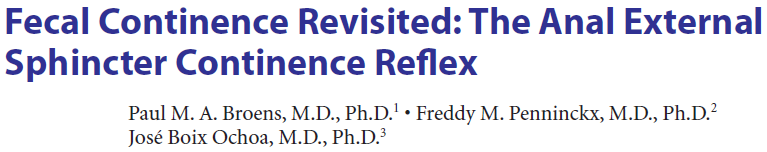 Fecal Continence Revisited: The Anal External
Sphincter Continence Reflex
Paul M. A. Broens, M.D., Ph.D.¹ • Freddy M. Penninckx, M.D., Ph.D.²
José Boix Ochoa, M.D., Ph.D.³